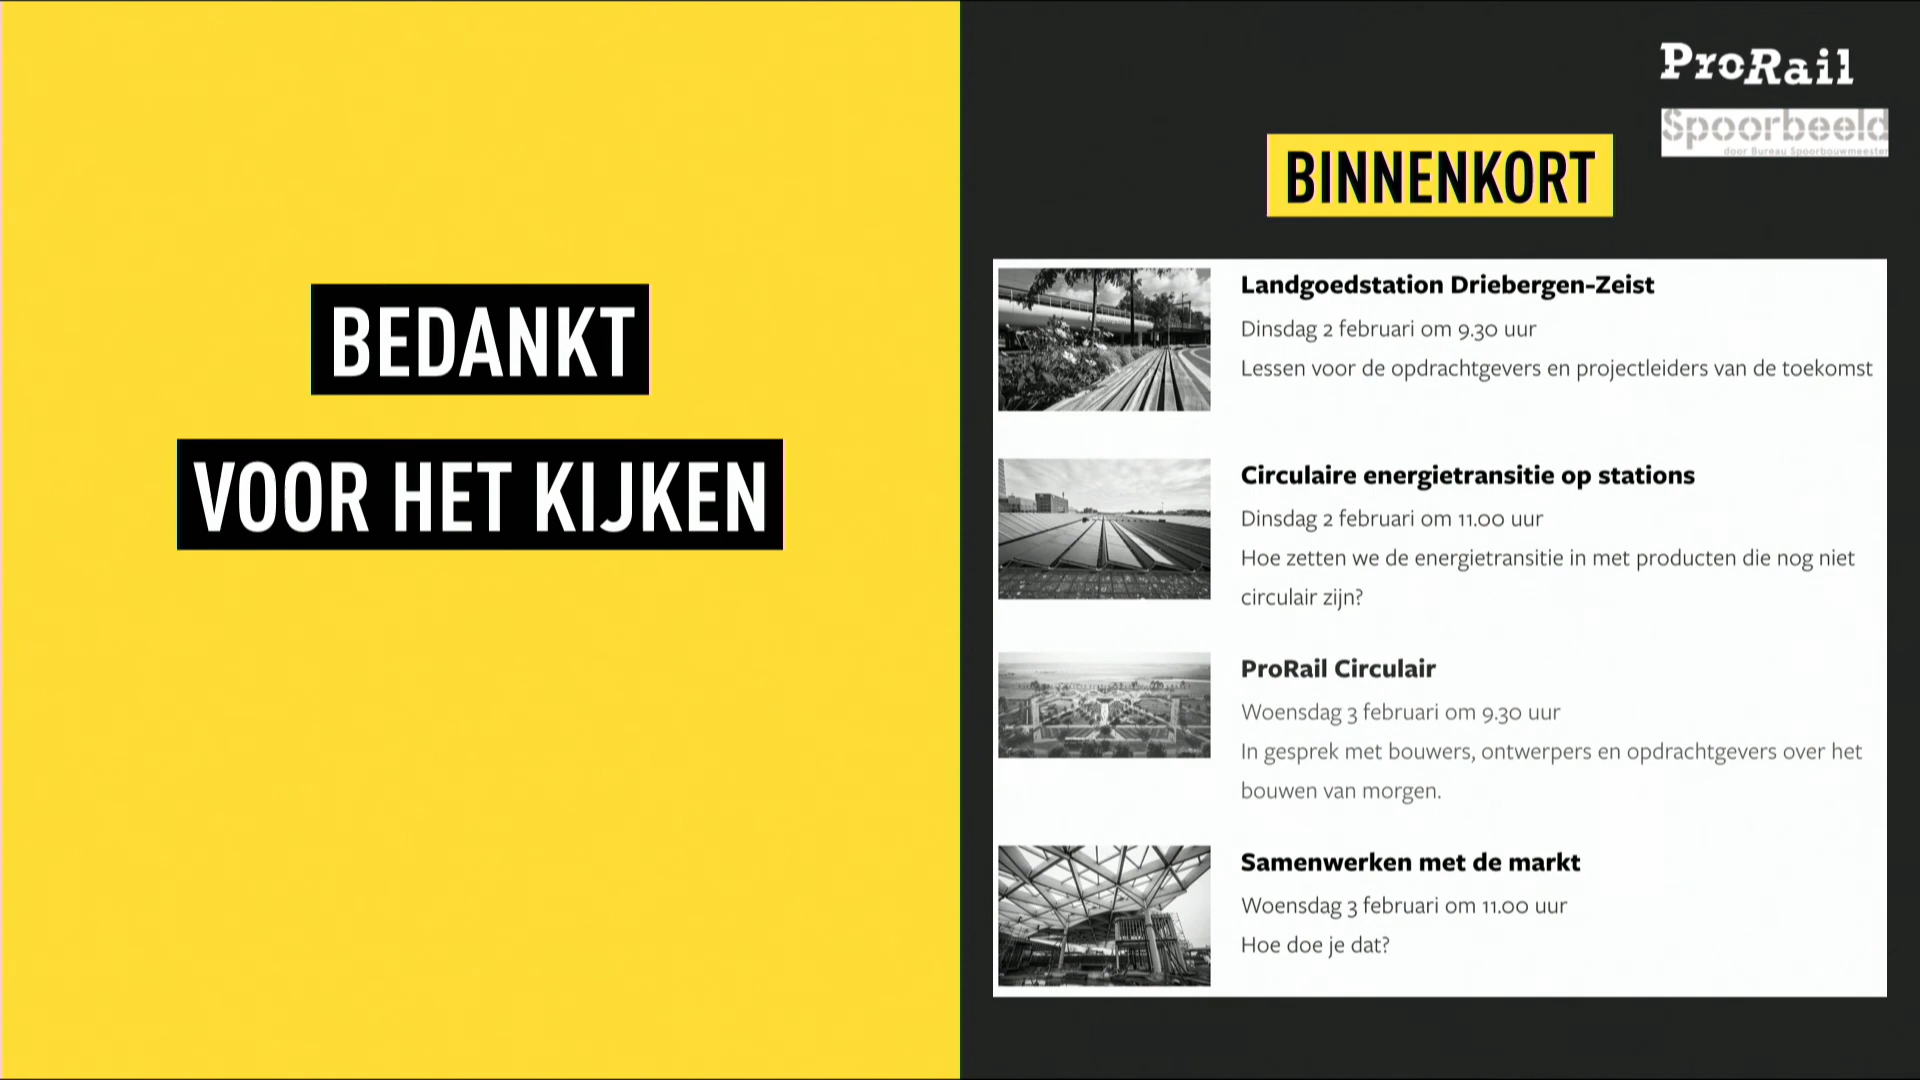 BEDANKT
VOOR HET KIJKEN
ProRail
Spoorbeeld
door Bureau Spoorbouwmeester
BINNENKORT
Landgoedstation Driebergen-Zeist
Dinsdag 2 februari om 9.30 uur
Lessen voor de opdrachtgevers en projectleiders van de toekomst
Circulaire energietransitie op stations
Dinsdag 2 februari om 11.00 uur
Hoe zetten we de energietransitie in met producten die nog niet
circulair zijn?
ProRail Circulair
Woensdag 3 februari om 9.30 uur
In gesprek met bouwers, ontwerpers en opdrachtgevers over het
bouwen van morgen.
Samenwerken met de markt
Woensdag 3 februari om 11.00 uur
Hoe doe je dat?